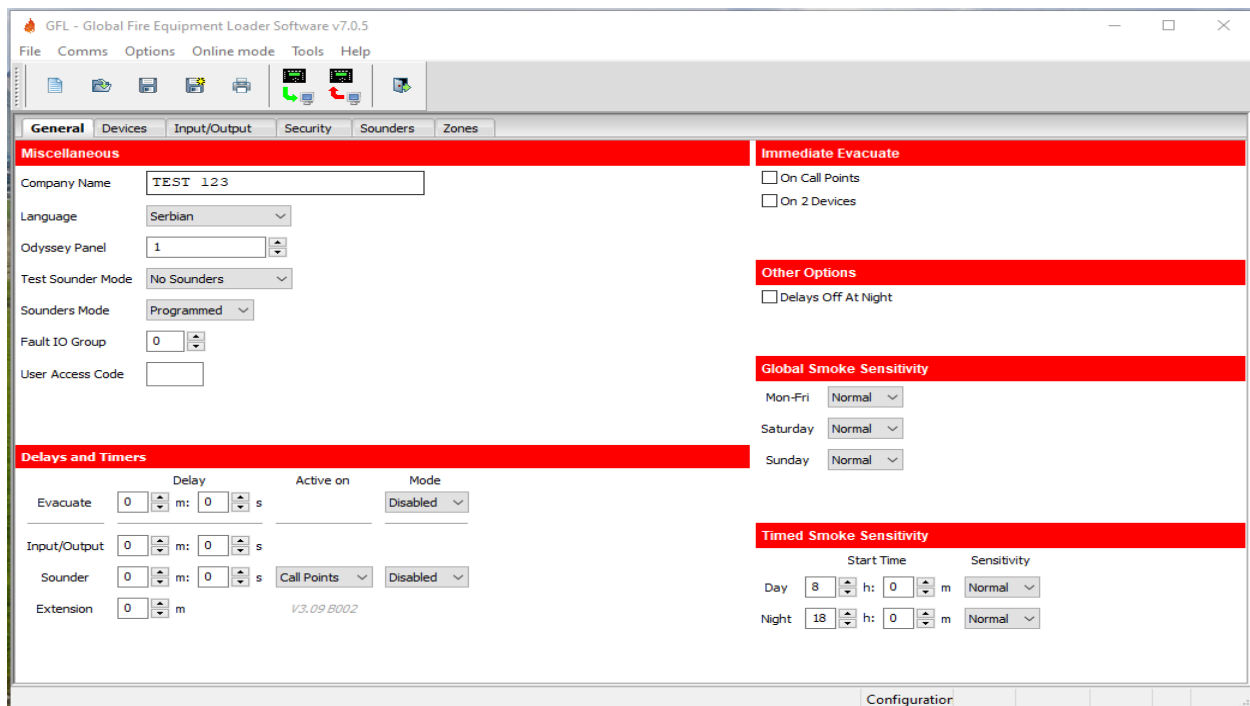 GFL - Global Fire Equipment Loader Software v7.0.5
File Comms Options Online mode Tools Help
General Devices Input/Output Security Sounders Zones
Miscellaneous
Company Name TEST 123
Language Serbian
Odyssey Panel 1
Test Sounder Mode No Sounders
Sounders Mode Programmed
Fault IO Group 0
User Access Code
Delays and Timers
Delay Active on Mode
Evacuate 0 m: 0 s Disabled
Input/Output 0 m: 0 s
Sounder 0 m: 0 s Call Points Disabled
Extension 0 m V3.09 B002
Immediate Evacuate
On Call Points
On 2 Devices
Other Options
Delays Off At Night
Global Smoke Sensitivity
Mon-Fri Normal
Saturday Normal
Sunday Normal
Timed Smoke Sensitivity
Start Time Sensitivity
Day 8 h: 0 m Normal
Night 18 h: 0 m Normal
Configuration